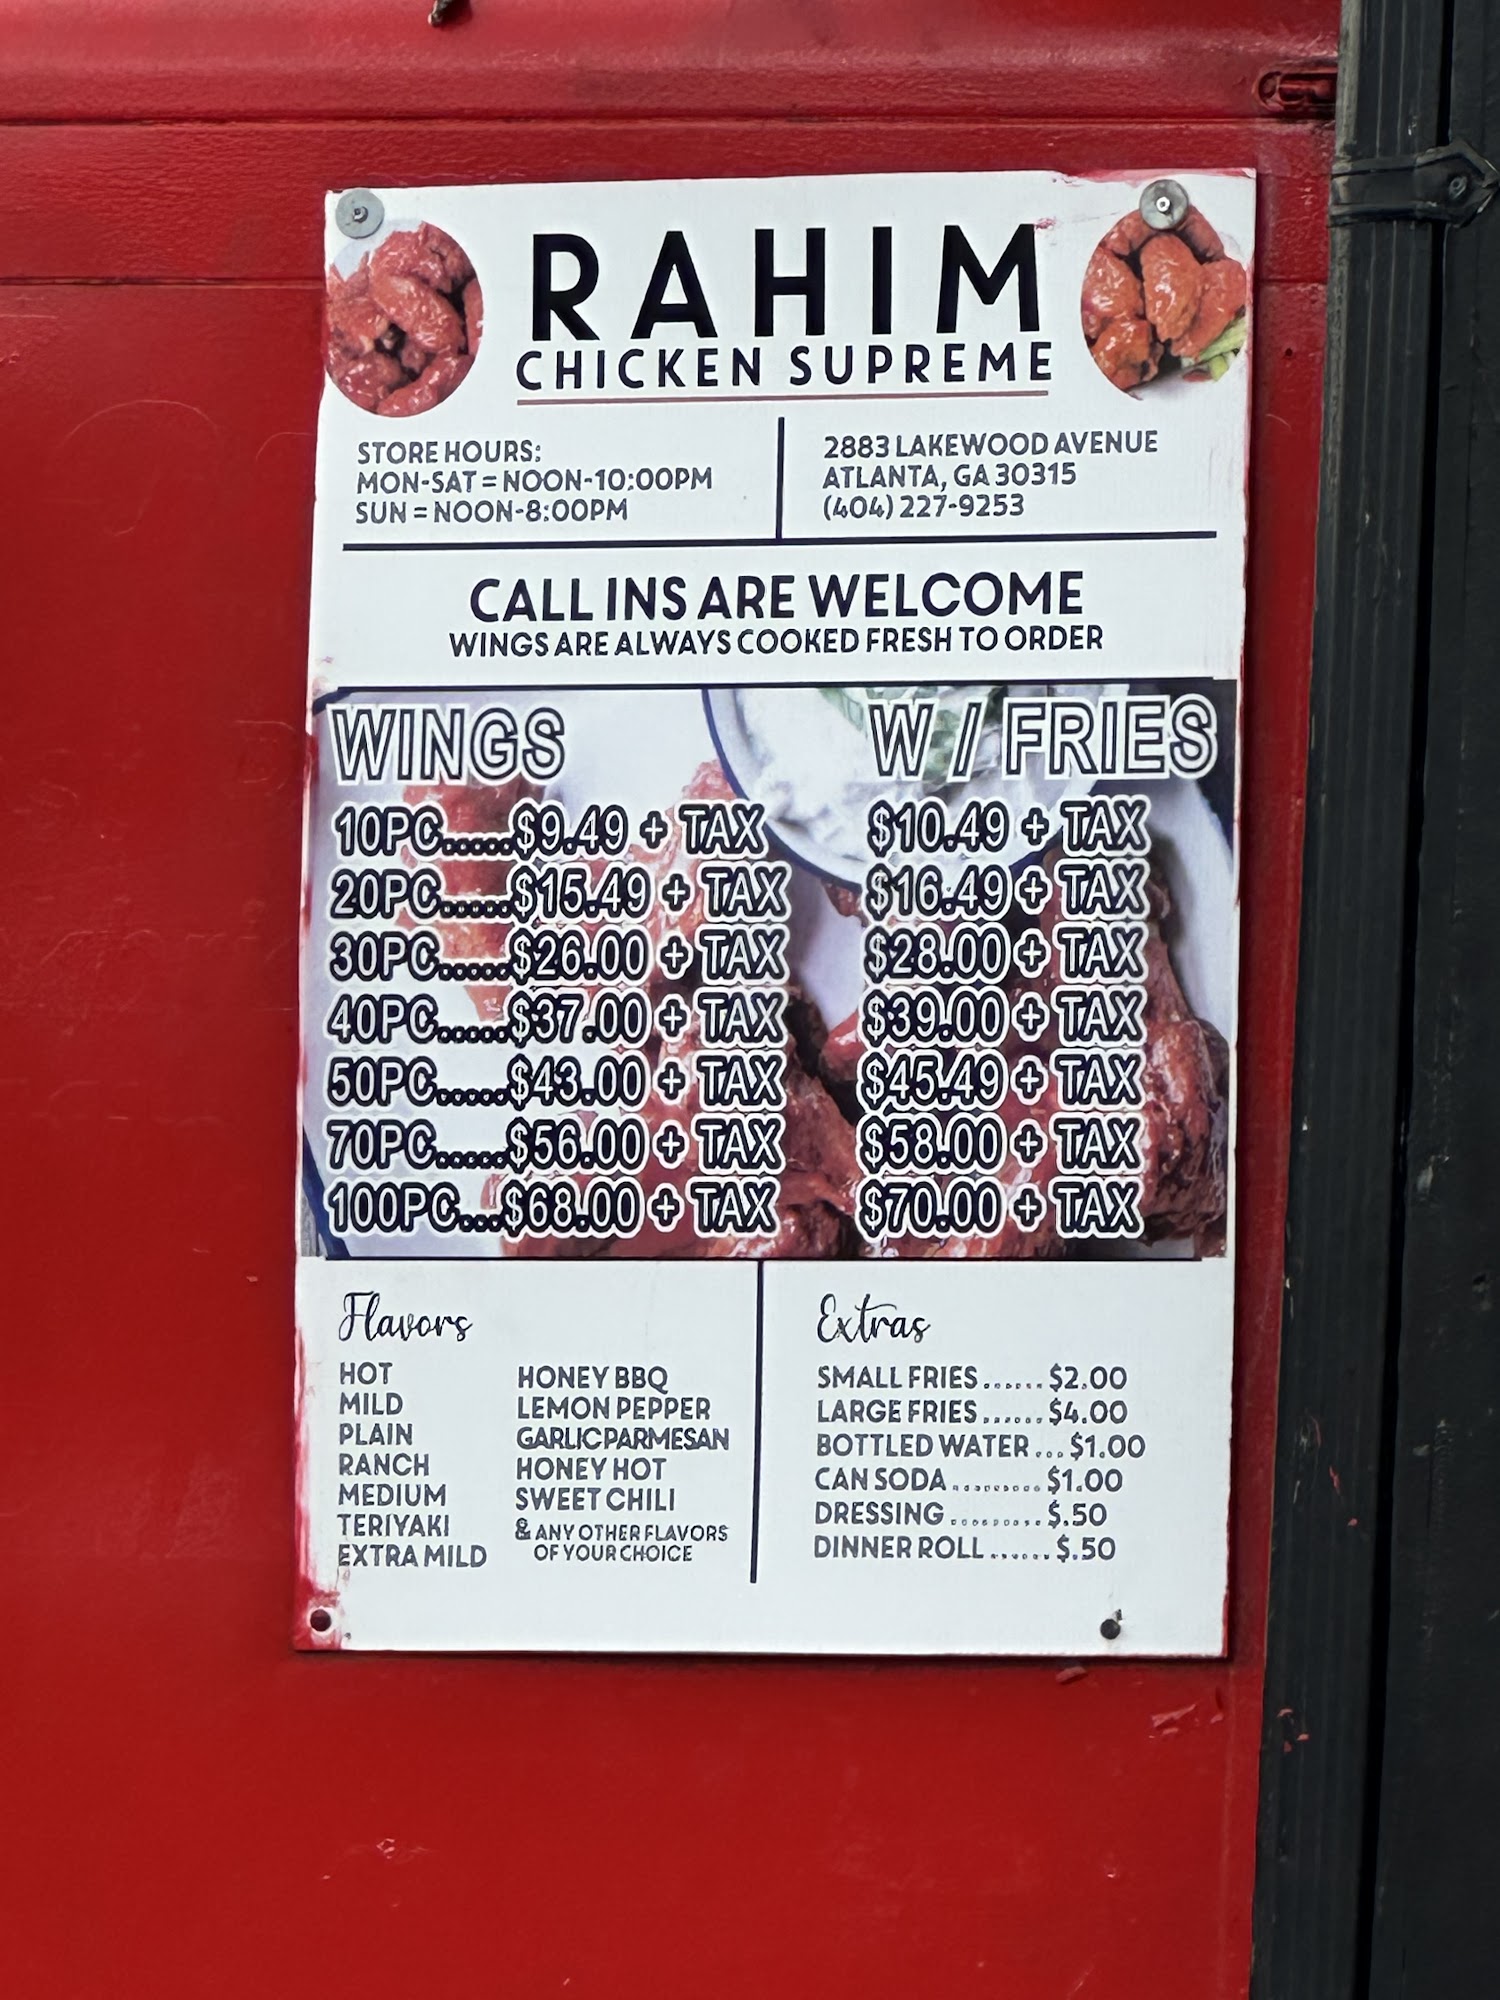 RAHIM
CHICKEN SUPREME
STORE HOURS:
MON-SAT = NOON-10:00PM
SUN = NOON-8:00PM
2883 LAKEWOOD AVENUE
ATLANTA, GA 30315
(404) 227-9253
CALL INS ARE WELCOME
WINGS ARE ALWAYS COOKED FRESH TO ORDER
WINGS W / FRIES
10PC......$9.49 + TAX $10.49 + TAX
20PC......$15.49 + TAX $16.49 + TAX
30PC......$26.00 + TAX $28.00 + TAX
40PC......$37.00 + TAX $39.00 + TAX
50PC......$43.00 + TAX $45.49 + TAX
70PC......$56.00 + TAX $58.00 + TAX
100PC....$68.00 + TAX $70.00 + TAX
Flavors
HOT
MILD
PLAIN
RANCH
MEDIUM
TERIYAKI
EXTRA MILD
HONEY BBQ
LEMON PEPPER
GARLIC PARMESAN
HONEY HOT
SWEET CHILI
& ANY OTHER FLAVORS
OF YOUR CHOICE
Extras
SMALL FRIES ....... $2.00
LARGE FRIES ....... $4.00
BOTTLED WATER ... $1.00
CAN SODA .......... $1.00
DRESSING .......... $.50
DINNER ROLL ....... $.50